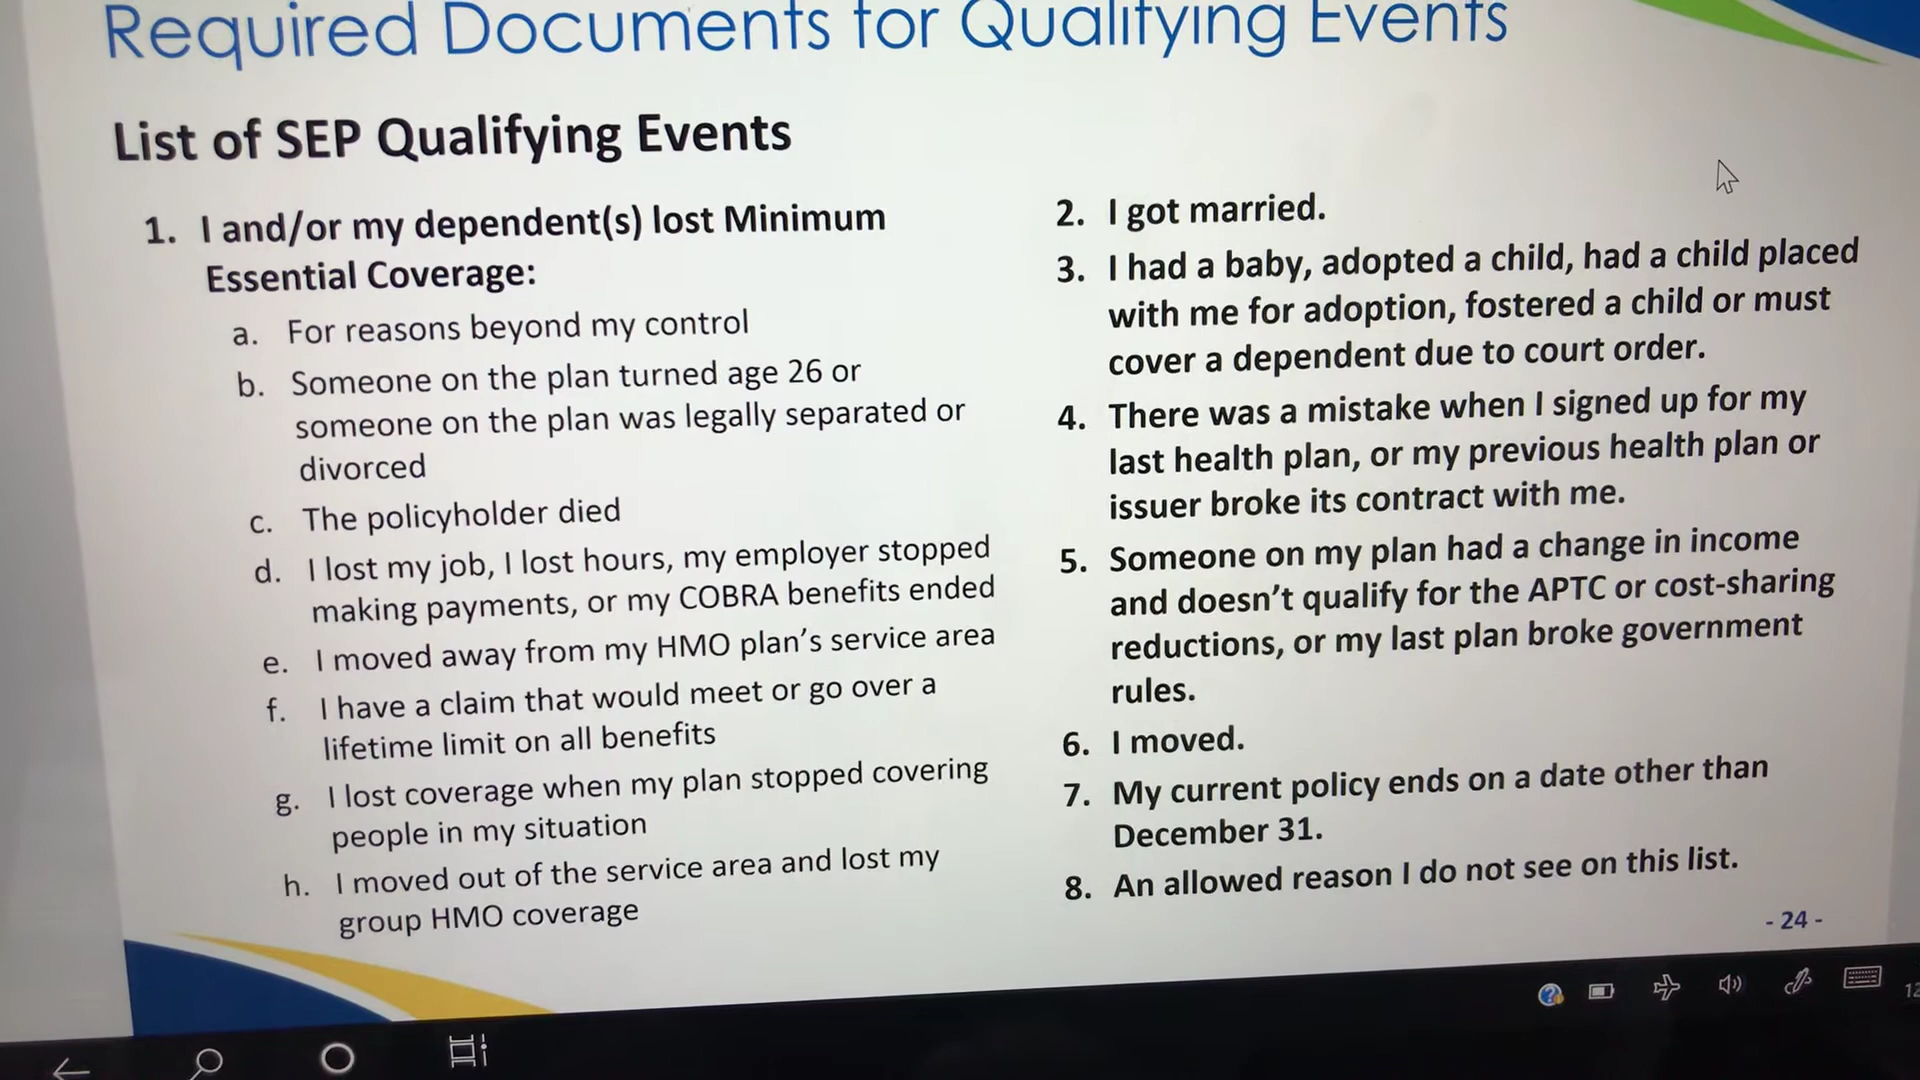 Required Documents for Qualifying Events
List of SEP Qualifying Events
1. I and/or my dependent(s) lost Minimum
Essential Coverage:
a. For reasons beyond my control
b. Someone on the plan turned age 26 or
someone on the plan was legally separated or
divorced
c. The policyholder died
d. I lost my job, I lost hours, my employer stopped
making payments, or my COBRA benefits ended
e. I moved away from my HMO plan's service area
f. I have a claim that would meet or go over a
lifetime limit on all benefits
g. I lost coverage when my plan stopped covering
people in my situation
h. I moved out of the service area and lost my
group HMO coverage
2. I got married.
3. I had a baby, adopted a child, had a child placed
with me for adoption, fostered a child or must
cover a dependent due to court order.
4. There was a mistake when I signed up for my
last health plan, or my previous health plan or
issuer broke its contract with me.
5. Someone on my plan had a change in income
and doesn't qualify for the APTC or cost-sharing
reductions, or my last plan broke government
rules.
6. I moved.
7. My current policy ends on a date other than
December 31.
8. An allowed reason I do not see on this list.
- 24 -